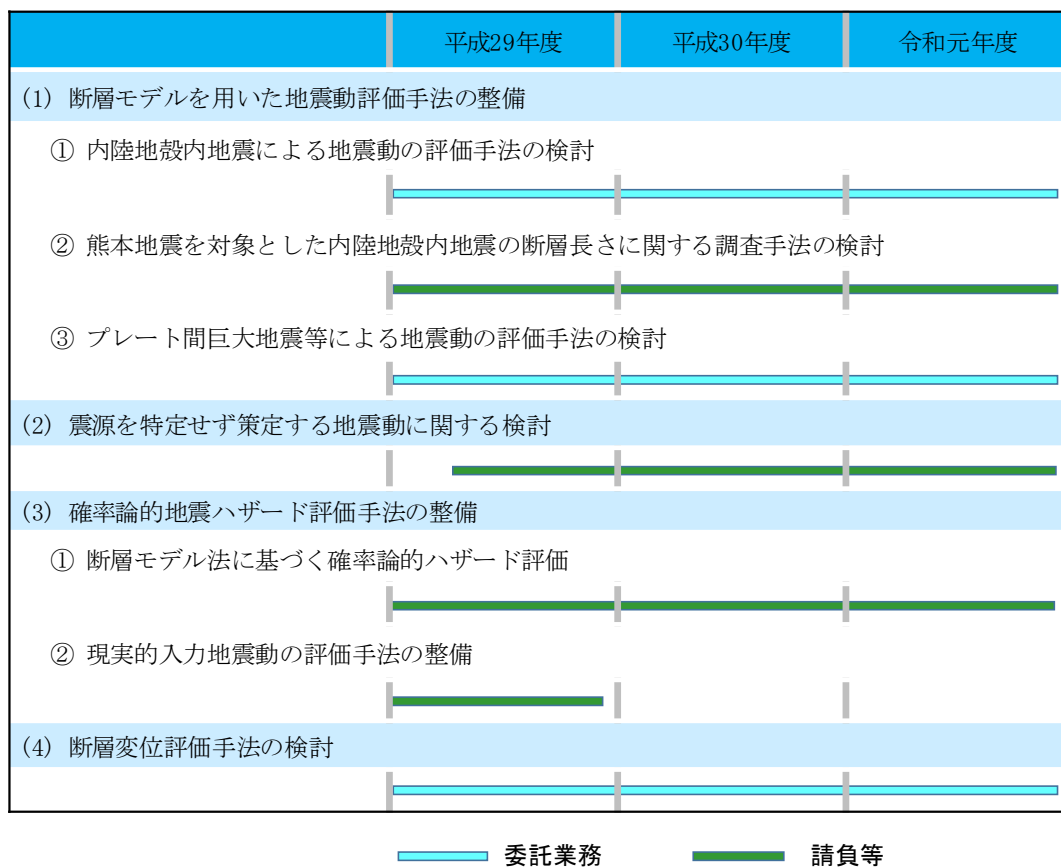 平成29年度 平成30年度 令和元年度
(1) 断層モデルを用いた地震動評価手法の整備
① 内陸地殻内地震による地震動の評価手法の検討
② 熊本地震を対象とした内陸地殻内地震の断層長さに関する調査手法の検討
③ プレート間巨大地震等による地震動の評価手法の検討
(2) 震源を特定せず策定する地震動に関する検討
(3) 確率論的地震ハザード評価手法の整備
① 断層モデル法に基づく確率論的ハザード評価
② 現実的入力地震動の評価手法の整備
(4) 断層変位評価手法の検討
委託業務 請負等